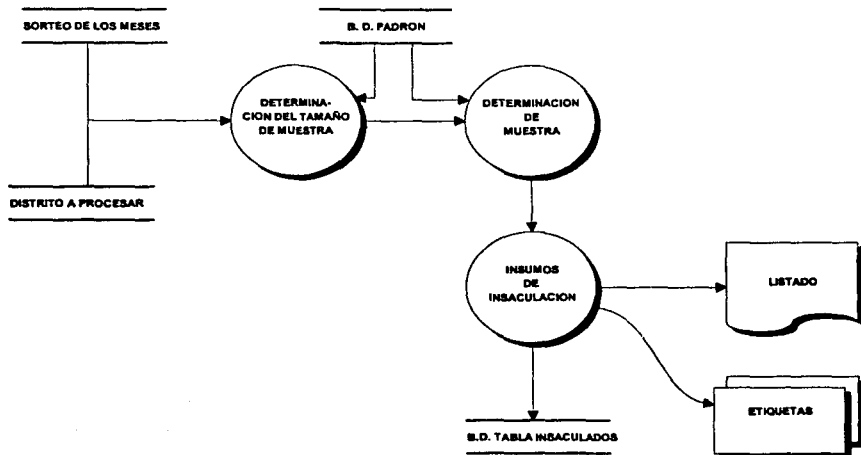 SORTEO DE LOS MESES
B. D. PADRON
DETERMINA-
CION DEL TAMAÑO
DE MUESTRA
DETERMINACION
DE
MUESTRA
DISTRITO A PROCESAR
INSUMOS
DE
INSACULACION
LISTADO
ETIQUETAS
B.D. TABLA INSACULADOS